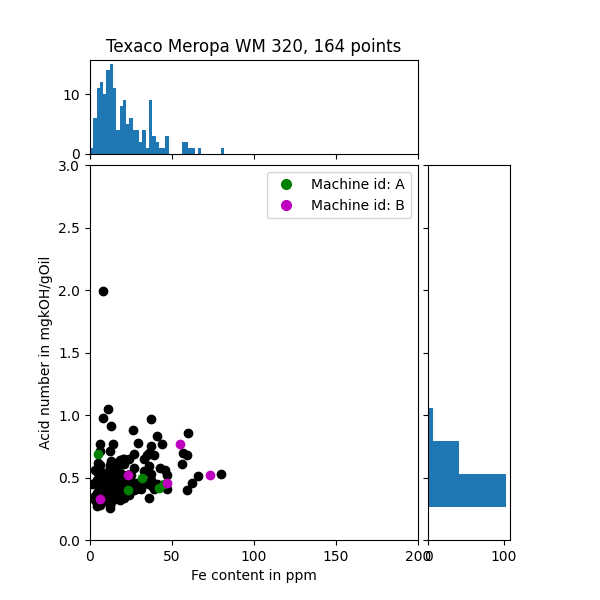 Texaco Meropa WM 320, 164 points
10
0
3.0
2.5
2.0
1.5
1.0
0.5
0.0
Acid number in mgkOH/gOil
Machine id: A
Machine id: B
0 50 100 150 200
0 100
Fe content in ppm